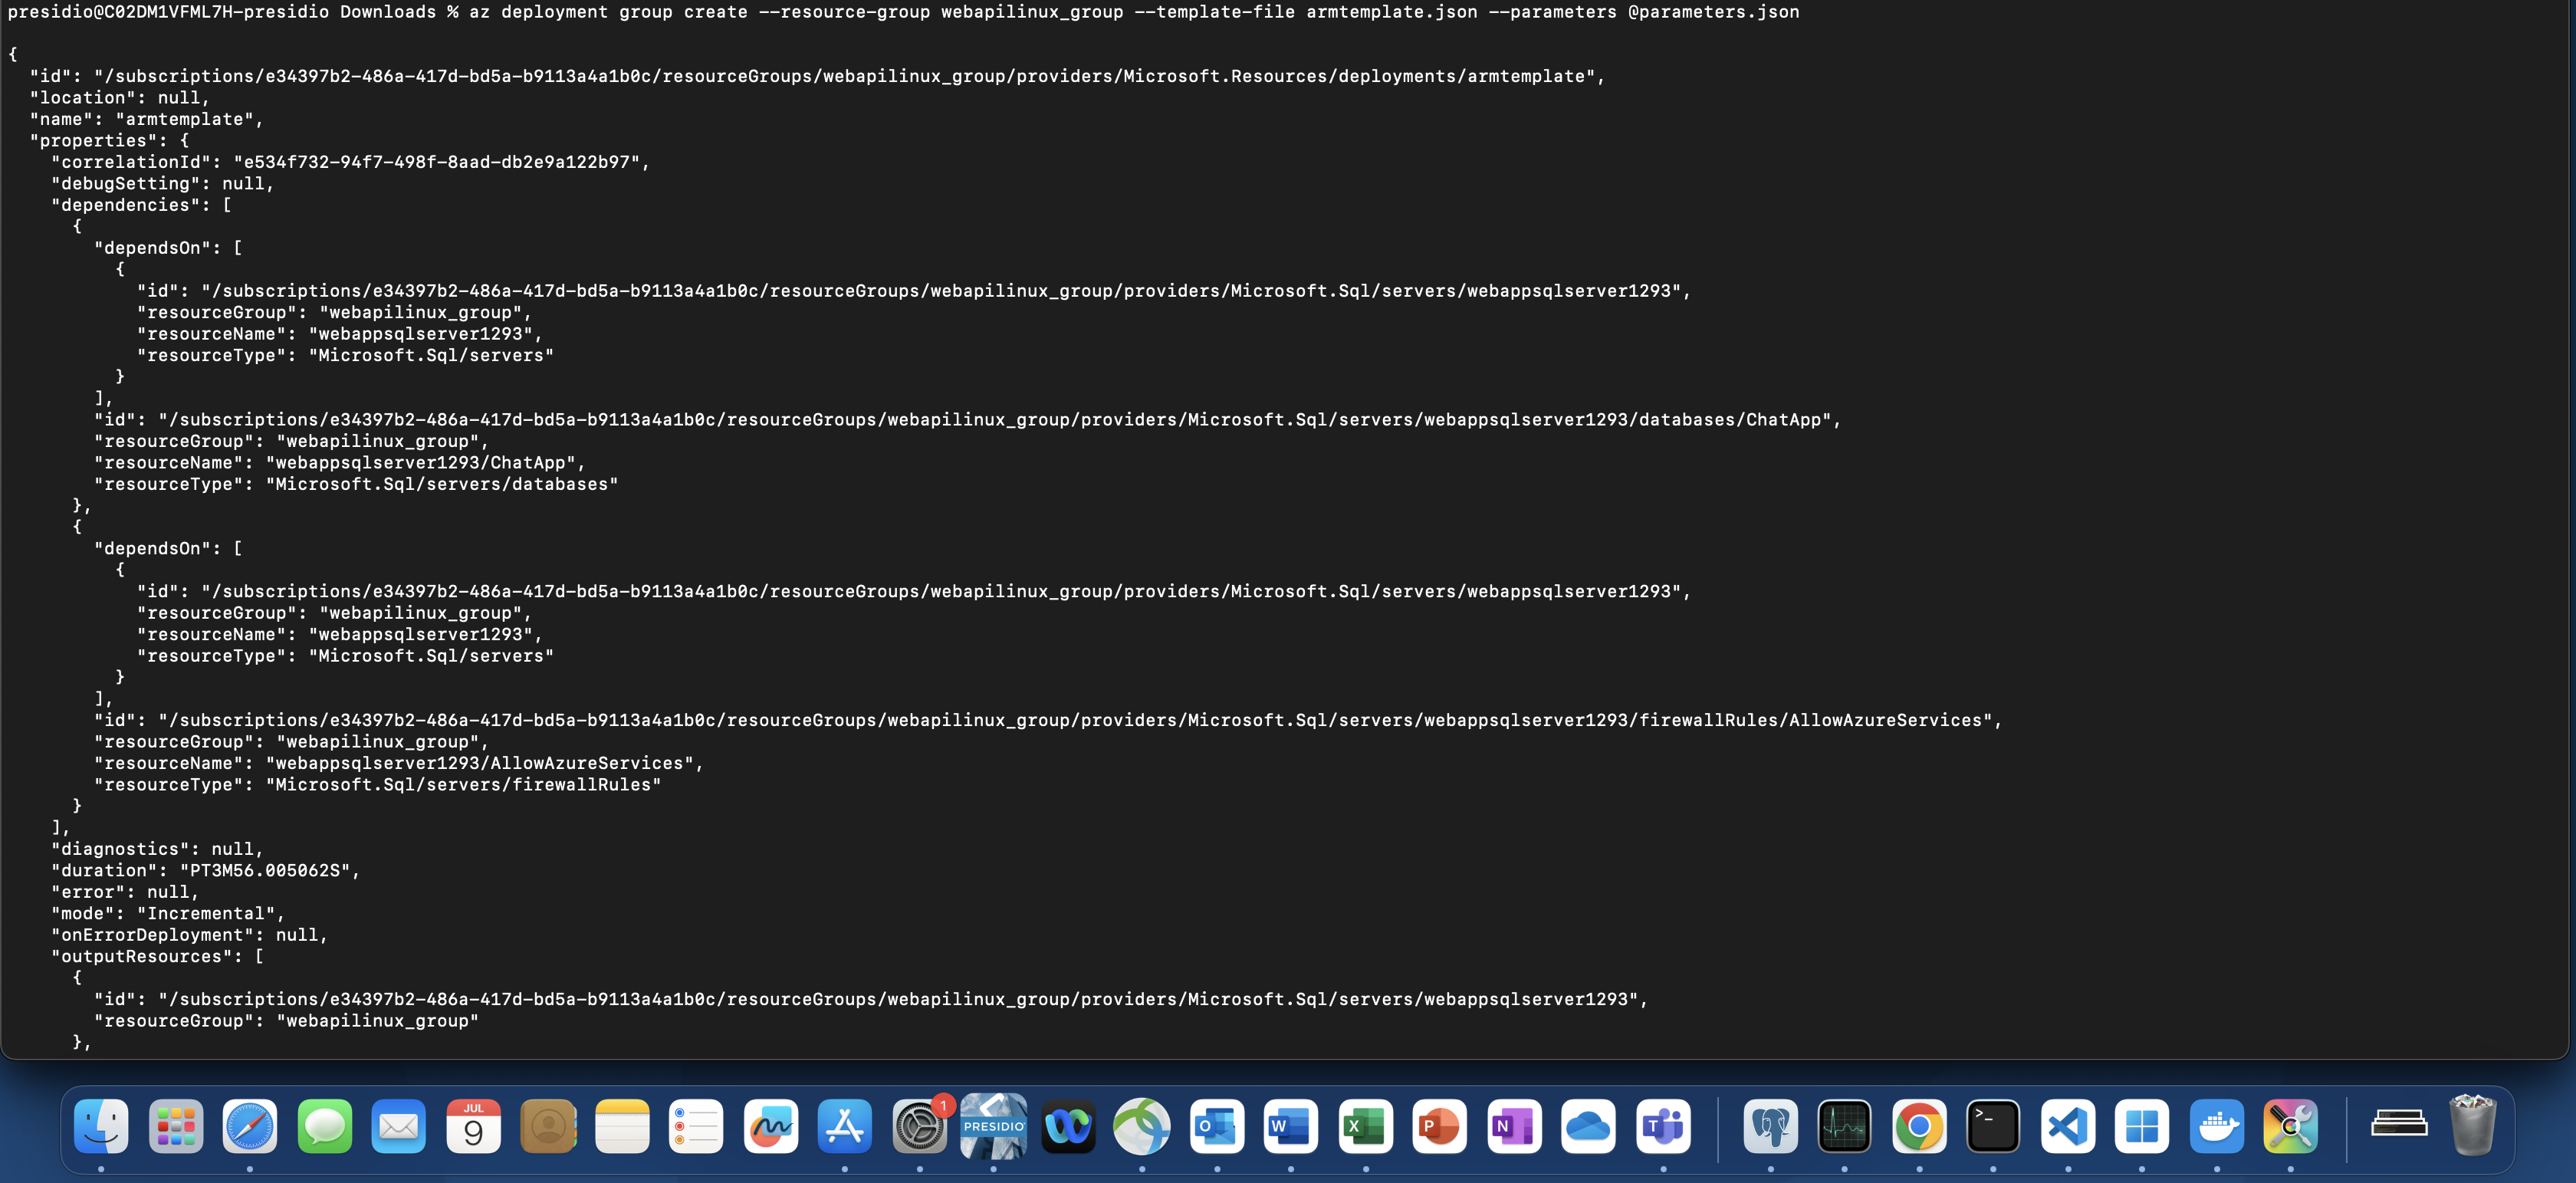 presidio@C02DM1VFML7H-presidio Downloads % az deployment group create --resource-group webapilinux_group --template-file armtemplate.json --parameters @parameters.json
{
  "id": "/subscriptions/e34397b2-486a-417d-bd5a-b9113a4a1b0c/resourceGroups/webapilinux_group/providers/Microsoft.Resources/deployments/armtemplate",
  "location": null,
  "name": "armtemplate",
  "properties": {
    "correlationId": "e534f732-94f7-498f-8aad-db2e9a122b97",
    "debugSetting": null,
    "dependencies": [
      {
        "dependsOn": [
          {
            "id": "/subscriptions/e34397b2-486a-417d-bd5a-b9113a4a1b0c/resourceGroups/webapilinux_group/providers/Microsoft.Sql/servers/webappsqlserver1293",
            "resourceGroup": "webapilinux_group",
            "resourceName": "webappsqlserver1293",
            "resourceType": "Microsoft.Sql/servers"
          }
        ],
        "id": "/subscriptions/e34397b2-486a-417d-bd5a-b9113a4a1b0c/resourceGroups/webapilinux_group/providers/Microsoft.Sql/servers/webappsqlserver1293/databases/ChatApp",
        "resourceGroup": "webapilinux_group",
        "resourceName": "webappsqlserver1293/ChatApp",
        "resourceType": "Microsoft.Sql/servers/databases"
      },
      {
        "dependsOn": [
          {
            "id": "/subscriptions/e34397b2-486a-417d-bd5a-b9113a4a1b0c/resourceGroups/webapilinux_group/providers/Microsoft.Sql/servers/webappsqlserver1293",
            "resourceGroup": "webapilinux_group",
            "resourceName": "webappsqlserver1293",
            "resourceType": "Microsoft.Sql/servers"
          }
        ],
        "id": "/subscriptions/e34397b2-486a-417d-bd5a-b9113a4a1b0c/resourceGroups/webapilinux_group/providers/Microsoft.Sql/servers/webappsqlserver1293/firewallRules/AllowAzureServices",
        "resourceGroup": "webapilinux_group",
        "resourceName": "webappsqlserver1293/AllowAzureServices",
        "resourceType": "Microsoft.Sql/servers/firewallRules"
      }
    ],
    "diagnostics": null,
    "duration": "PT3M56.005062S",
    "error": null,
    "mode": "Incremental",
    "onErrorDeployment": null,
    "outputResources": [
      {
        "id": "/subscriptions/e34397b2-486a-417d-bd5a-b9113a4a1b0c/resourceGroups/webapilinux_group/providers/Microsoft.Sql/servers/webappsqlserver1293",
        "resourceGroup": "webapilinux_group"
      },
JUL
9
1
PRESIDIO
O
W
X
P
N
T
>_